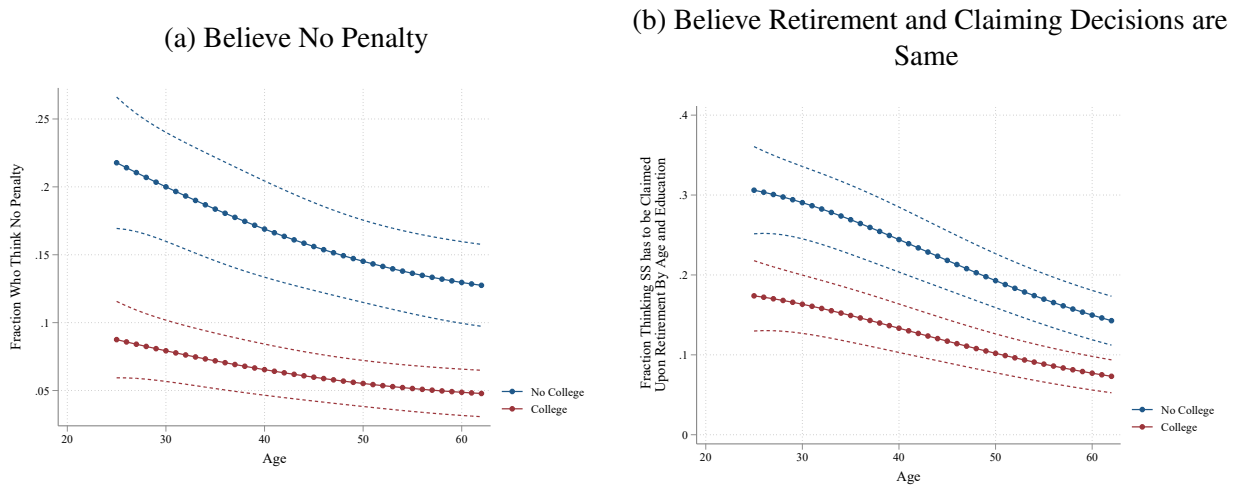 (a) Believe No Penalty
Fraction Who Think No Penalty
.25
.2
.15
.1
.05
20
30
40
50
60
Age
No College
College
(b) Believe Retirement and Claiming Decisions are
Same
Fraction Thinking SS has to be Claimed
Upon Retirement By Age and Education
.4
.3
.2
.1
0
20
30
40
50
60
Age
No College
College